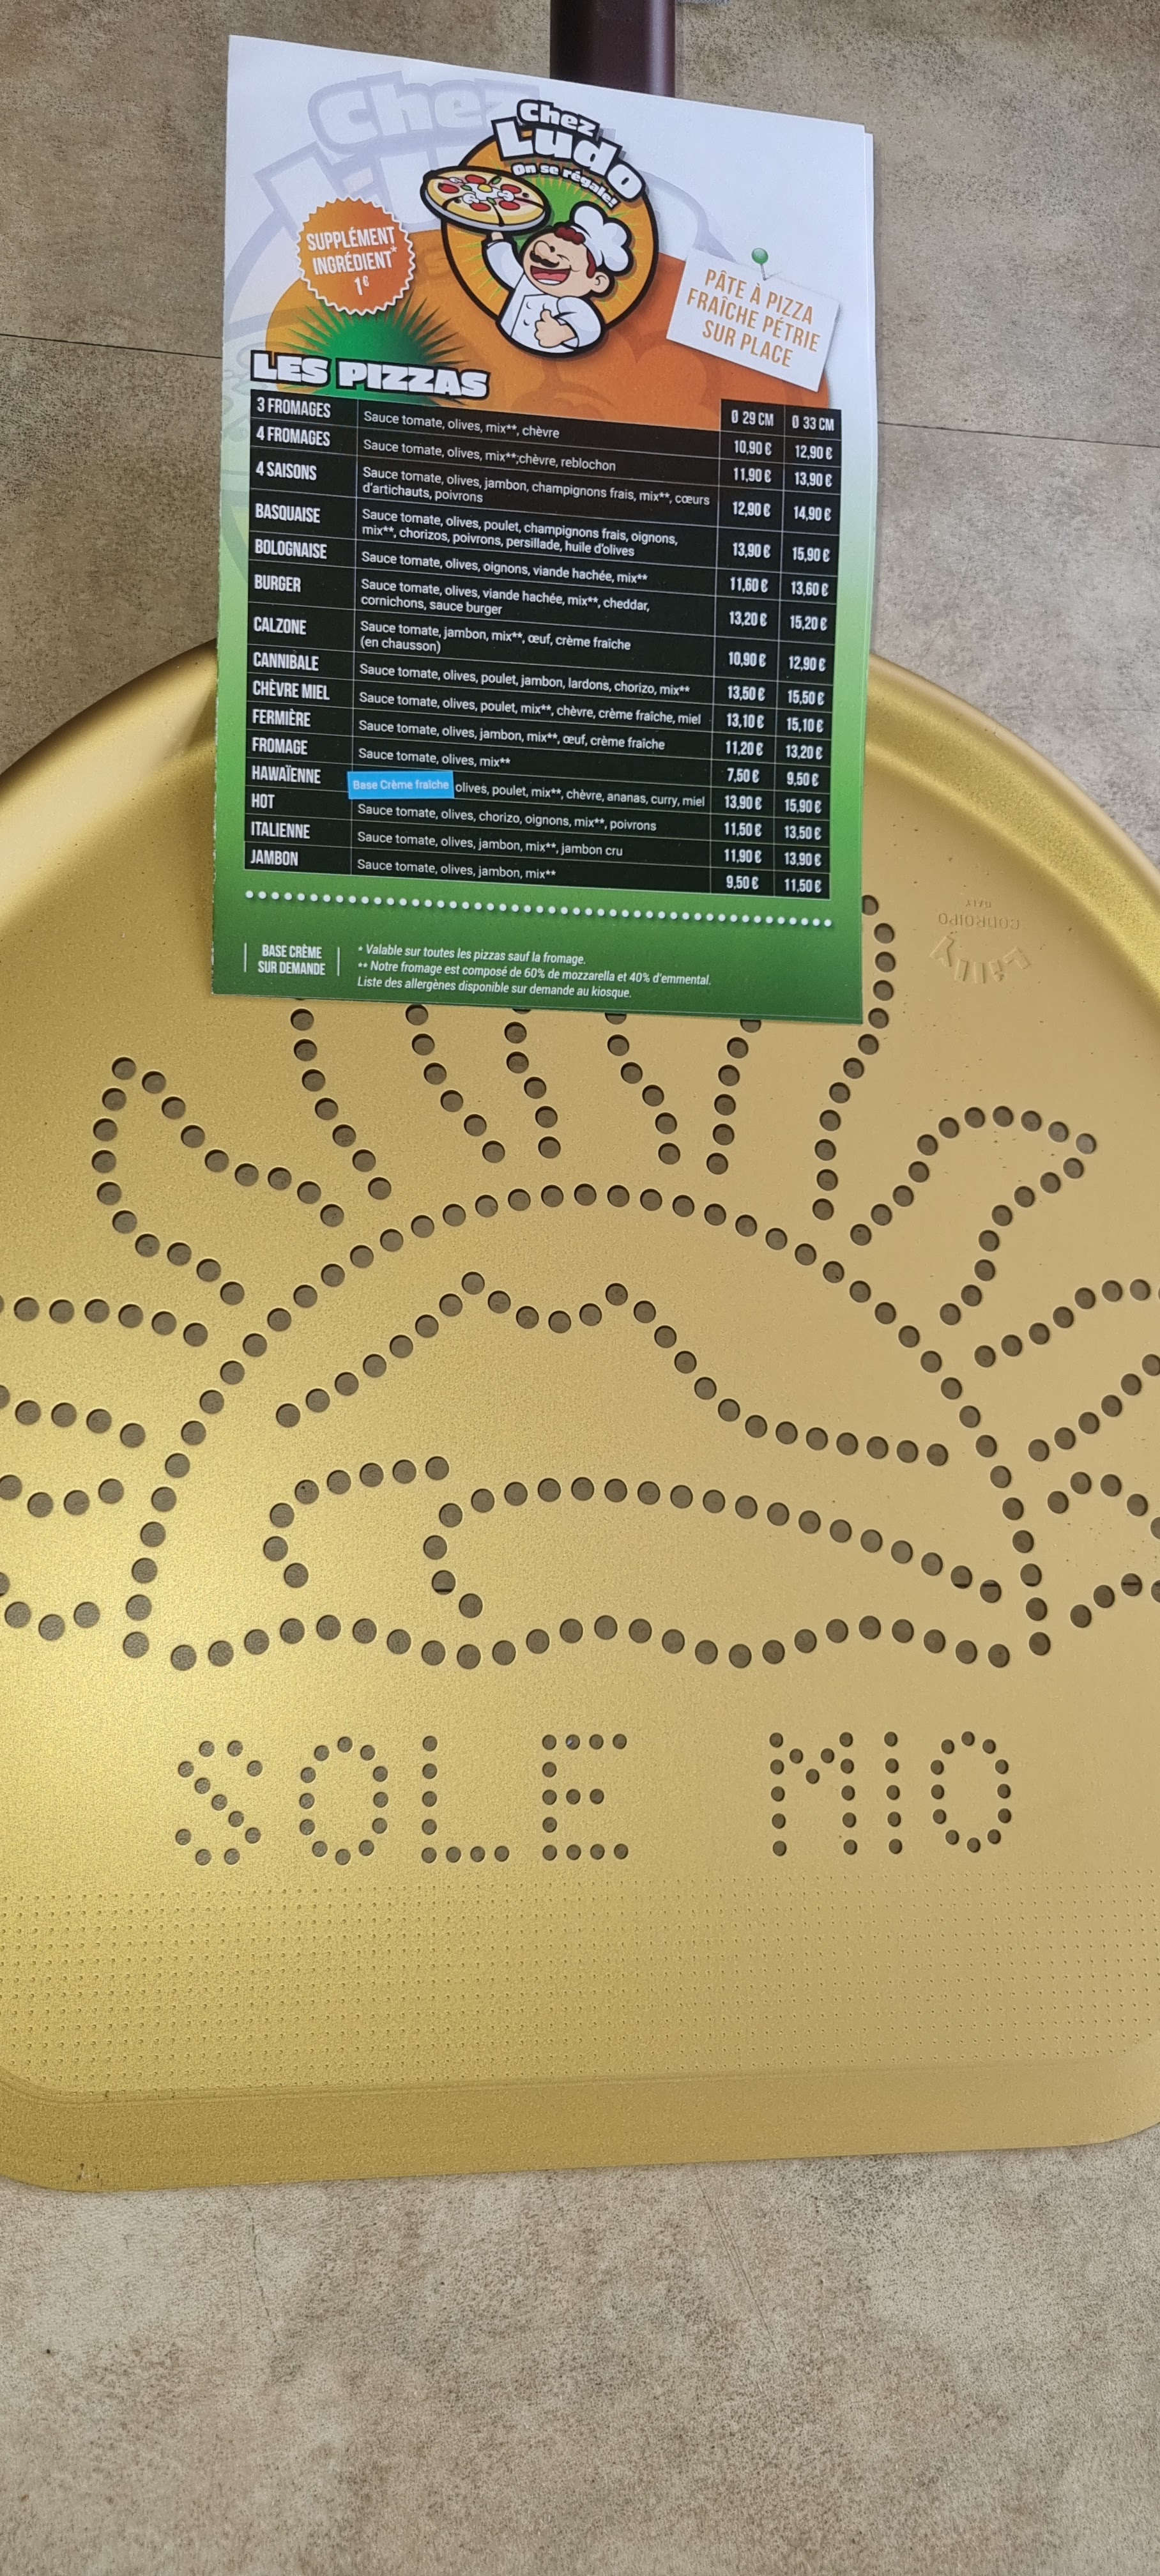 Chez
Ludo
On se régale!
SUPPLÉMENT
INGRÉDIENT*
1€
PÂTE À PIZZA
FRAÎCHE PÉTRIE
SUR PLACE
LES PIZZAS
Ø 29 CM Ø 33 CM
3 FROMAGES Sauce tomate, olives, mix**, chèvre 10,90 € 12,90 €
4 FROMAGES Sauce tomate, olives, mix**,chèvre, reblochon 11,90 € 13,90 €
4 SAISONS Sauce tomate, olives, jambon, champignons frais, mix**, cœurs
d'artichauts, poivrons 12,90 € 14,90 €
BASQUAISE Sauce tomate, olives, poulet, champignons frais, oignons,
mix**, chorizos, poivrons, persillade, huile d'olives 13,90 € 15,90 €
BOLOGNAISE Sauce tomate, olives, oignons, viande hachée, mix** 11,60 € 13,60 €
BURGER Sauce tomate, olives, viande hachée, mix**, cheddar,
cornichons, sauce burger 13,20 € 15,20 €
CALZONE Sauce tomate, jambon, mix**, œuf, crème fraîche
(en chausson) 10,90 € 12,90 €
CANNIBALE Sauce tomate, olives, poulet, jambon, lardons, chorizo, mix** 13,50 € 15,50 €
CHÈVRE MIEL Sauce tomate, olives, poulet, mix**, chèvre, crème fraîche, miel 13,10 € 15,10 €
FERMIÈRE Sauce tomate, olives, jambon, mix**, œuf, crème fraîche 11,20 € 13,20 €
FROMAGE Sauce tomate, olives, mix** 7,50 € 9,50 €
HAWAÏENNE Base Crème fraîche olives, poulet, mix**, chèvre, ananas, curry, miel 13,90 € 15,90 €
HOT Sauce tomate, olives, chorizo, oignons, mix**, poivrons 11,50 € 13,50 €
ITALIENNE Sauce tomate, olives, jambon, mix**, jambon cru 11,90 € 13,90 €
JAMBON Sauce tomate, olives, jambon, mix** 9,50 € 11,50 €
BASE CRÈME
SUR DEMANDE
* Valable sur toutes les pizzas sauf la fromage.
** Notre fromage est composé de 60% de mozzarella et 40% d'emmental.
Liste des allergènes disponible sur demande au kiosque.
Lilly
CODROIPO
ITALY
SOLE MIO